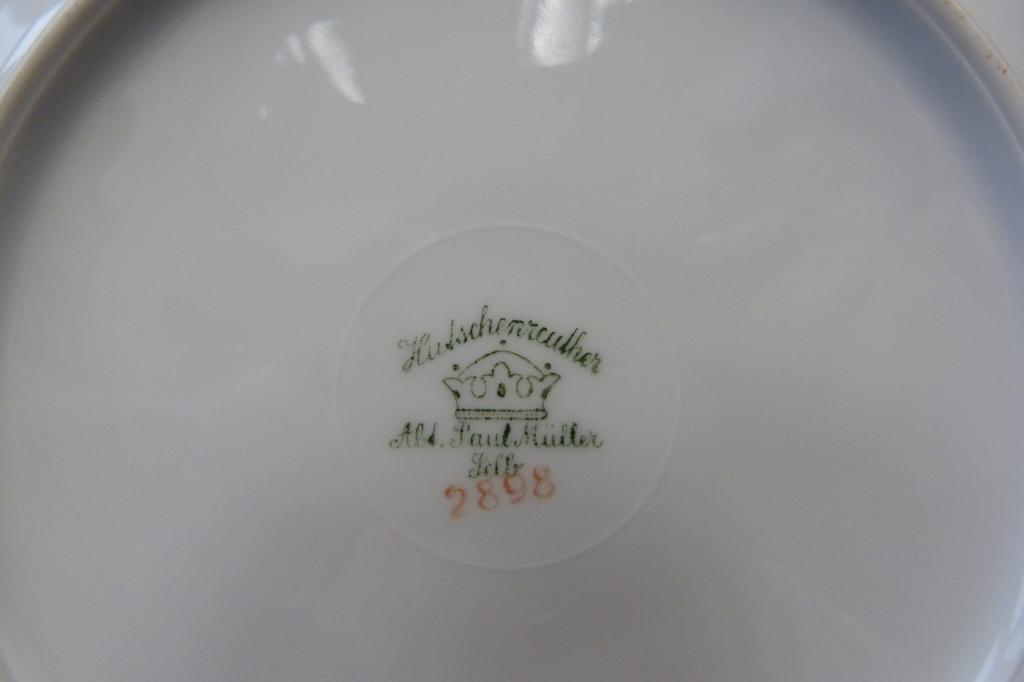 Hutschenreuther
Abt. Paul Müller
Selb
2898